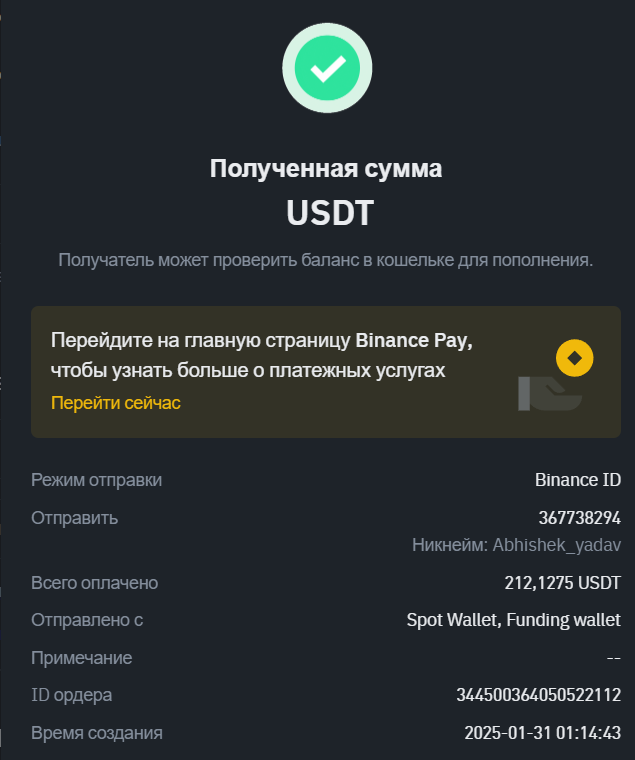 Полученная сумма
USDT
Получатель может проверить баланс в кошельке для пополнения.
Перейдите на главную страницу Binance Pay,
чтобы узнать больше о платежных услугах
Перейти сейчас
Режим отправки Binance ID
Отправить 367738294
Никнейм: Abhishek_yadav
Всего оплачено 212,1275 USDT
Отправлено с Spot Wallet, Funding wallet
Примечание --
ID ордера 344500364050522112
Время создания 2025-01-31 01:14:43